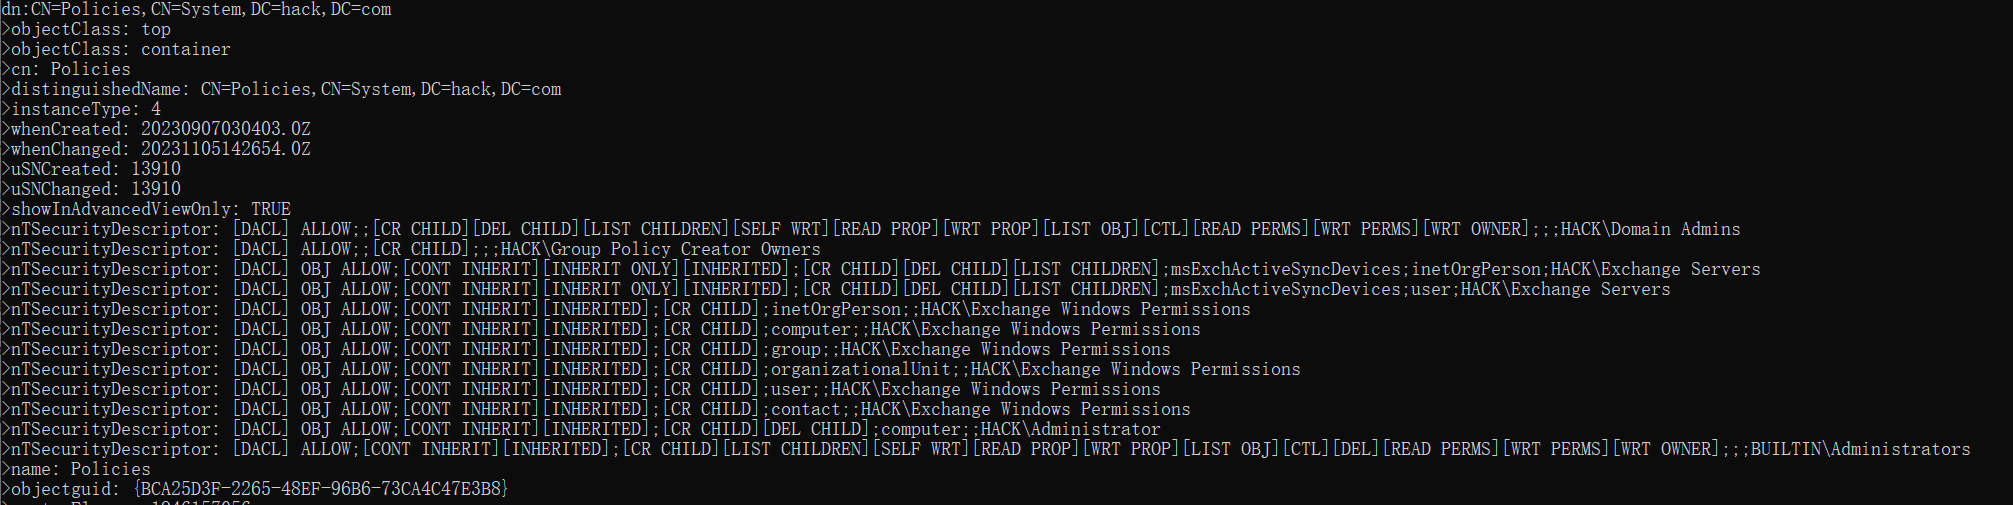 dn:CN=Policies,CN=System,DC=hack,DC=com
>objectClass: top
>objectClass: container
>cn: Policies
>distinguishedName: CN=Policies,CN=System,DC=hack,DC=com
>instanceType: 4
>whenCreated: 20230907030403.0Z
>whenChanged: 20231105142654.0Z
>uSNCreated: 13910
>uSNChanged: 13910
>showInAdvancedViewOnly: TRUE
>nTSecurityDescriptor: [DACL] ALLOW;;[CR CHILD][DEL CHILD][LIST CHILDREN][SELF WRT][READ PROP][WRT PROP][LIST OBJ][CTL][READ PERMS][WRT PERMS][WRT OWNER];;;HACK\Domain Admins
>nTSecurityDescriptor: [DACL] ALLOW;;[CR CHILD];;;HACK\Group Policy Creator Owners
>nTSecurityDescriptor: [DACL] OBJ ALLOW;[CONT INHERIT][INHERIT ONLY][INHERITED];[CR CHILD][DEL CHILD][LIST CHILDREN];msExchActiveSyncDevices;inetOrgPerson;HACK\Exchange Servers
>nTSecurityDescriptor: [DACL] OBJ ALLOW;[CONT INHERIT][INHERIT ONLY][INHERITED];[CR CHILD][DEL CHILD][LIST CHILDREN];msExchActiveSyncDevices;user;HACK\Exchange Servers
>nTSecurityDescriptor: [DACL] OBJ ALLOW;[CONT INHERIT][INHERITED];[CR CHILD];inetOrgPerson;;HACK\Exchange Windows Permissions
>nTSecurityDescriptor: [DACL] OBJ ALLOW;[CONT INHERIT][INHERITED];[CR CHILD];computer;;HACK\Exchange Windows Permissions
>nTSecurityDescriptor: [DACL] OBJ ALLOW;[CONT INHERIT][INHERITED];[CR CHILD];group;;HACK\Exchange Windows Permissions
>nTSecurityDescriptor: [DACL] OBJ ALLOW;[CONT INHERIT][INHERITED];[CR CHILD];organizationalUnit;;HACK\Exchange Windows Permissions
>nTSecurityDescriptor: [DACL] OBJ ALLOW;[CONT INHERIT][INHERITED];[CR CHILD];user;;HACK\Exchange Windows Permissions
>nTSecurityDescriptor: [DACL] OBJ ALLOW;[CONT INHERIT][INHERITED];[CR CHILD];contact;;HACK\Exchange Windows Permissions
>nTSecurityDescriptor: [DACL] OBJ ALLOW;[CONT INHERIT][INHERITED];[CR CHILD][DEL CHILD];computer;;HACK\Administrator
>nTSecurityDescriptor: [DACL] ALLOW;[CONT INHERIT][INHERITED];[CR CHILD][LIST CHILDREN][SELF WRT][READ PROP][WRT PROP][LIST OBJ][CTL][DEL][READ PERMS][WRT PERMS][WRT OWNER];;;BUILTIN\Administrators
>name: Policies
>objectguid: {BCA25D3F-2265-48EF-96B6-73CA4C47E3B8}